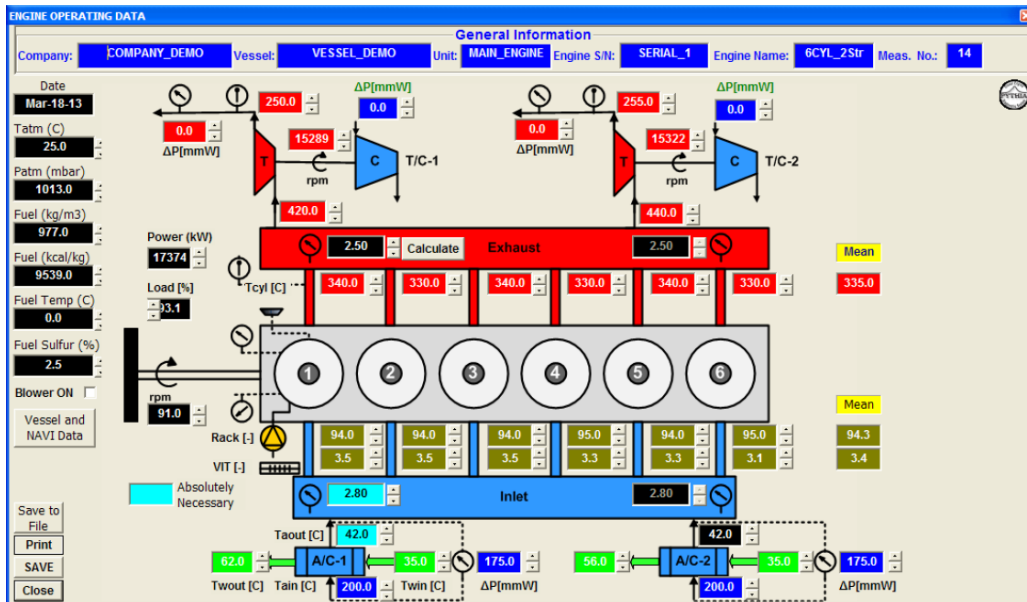 ENGINE OPERATING DATA
General Information
Company: COMPANY_DEMO Vessel: VESSEL_DEMO Unit: MAIN_ENGINE Engine S/N: SERIAL_1 Engine Name: 6CYL_2Str Meas. No.: 14
Date
Mar-18-13
Tatm (C)
25.0
Patm (mbar)
1013.0
Fuel (kg/m3)
977.0
Fuel (kcal/kg)
9539.0
Fuel Temp (C)
0.0
Fuel Sulfur (%)
2.5
Blower ON
Vessel and
NAVI Data
Save to
File
Print
SAVE
Close
ΔP[mmW] ΔP[mmW]
250.0 0.0 255.0 0.0
0.0 15289 0.0 15322
ΔP[mmW] T C T/C-1 ΔP[mmW] T C T/C-2
rpm rpm
420.0 440.0
PYTHIA
Power (kW)
17374
Load [%]
93.1
2.50 Calculate Exhaust 2.50 Mean
Tcyl [C] 340.0 330.0 340.0 330.0 340.0 330.0 335.0
1 2 3 4 5 6
rpm
91.0
Mean
Rack [-] 94.0 94.0 94.0 95.0 94.0 95.0 94.3
VIT [-] 3.5 3.5 3.5 3.3 3.3 3.1 3.4
Absolutely
Necessary
2.80 Inlet 2.80
Taout [C] 42.0 42.0
62.0 A/C-1 35.0 175.0 56.0 A/C-2 35.0 175.0
Twout [C] Tain [C] 200.0 Twin [C] ΔP[mmW] 200.0 ΔP[mmW]